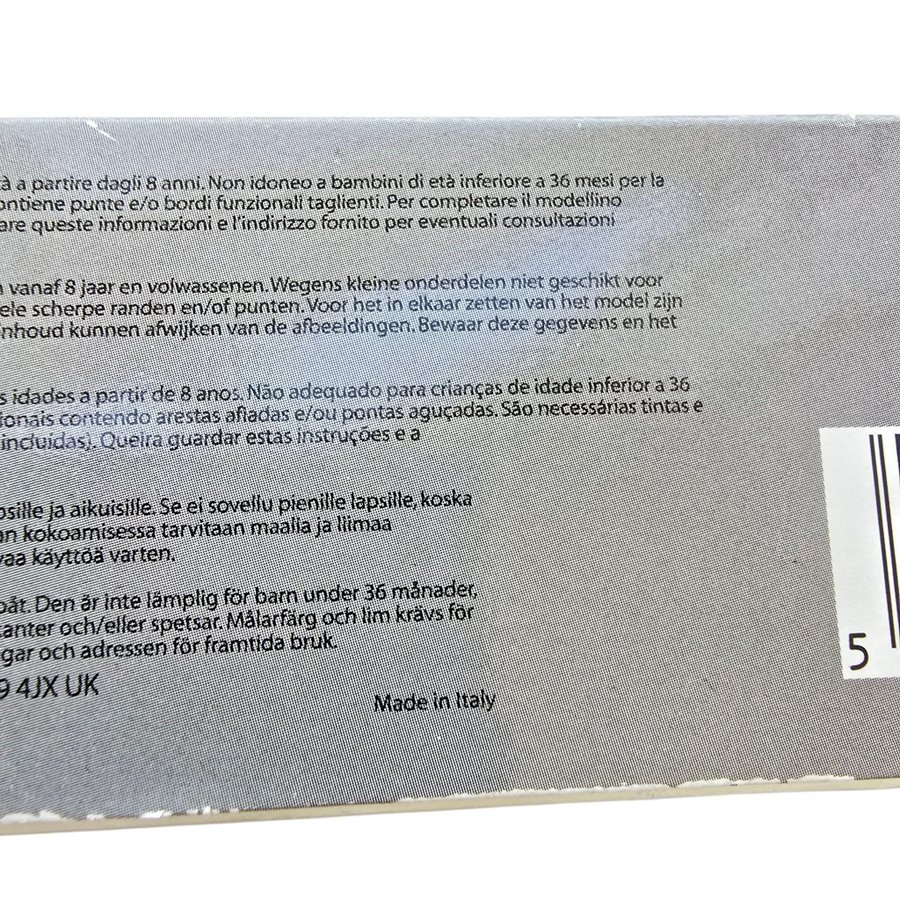 à a partire dagli 8 anni. Non idoneo a bambini di età inferiore a 36 mesi per la
ontiene punte e/o bordi funzionali taglienti. Per completare il modellino
are queste informazioni e l'indirizzo fornito per eventuali consultazioni
vanaf 8 jaar en volwassenen. Wegens kleine onderdelen niet geschikt voor
ele scherpe randen en/of punten. Voor het in elkaar zetten van het model zijn
nhoud kunnen afwijken van de afbeeldingen. Bewaar deze gegevens en het
s idades a partir de 8 anos. Não adequado para crianças de idade inferior a 36
ionais contendo arestas afiadas e/ou pontas aguçadas. São necessárias tintas e
incluídas). Queira guardar estas instruções e a
psille ja aikuisille. Se ei sovellu pienille lapsille, koska
an kokoamisessa tarvitaan maalia ja liimaa
vaa käyttöä varten.
påt. Den är inte lämplig för barn under 36 månader,
kanter och/eller spetsar. Målarfärg och lim krävs för
gar och adressen för framtida bruk.
9 4JX UK
Made in Italy
5